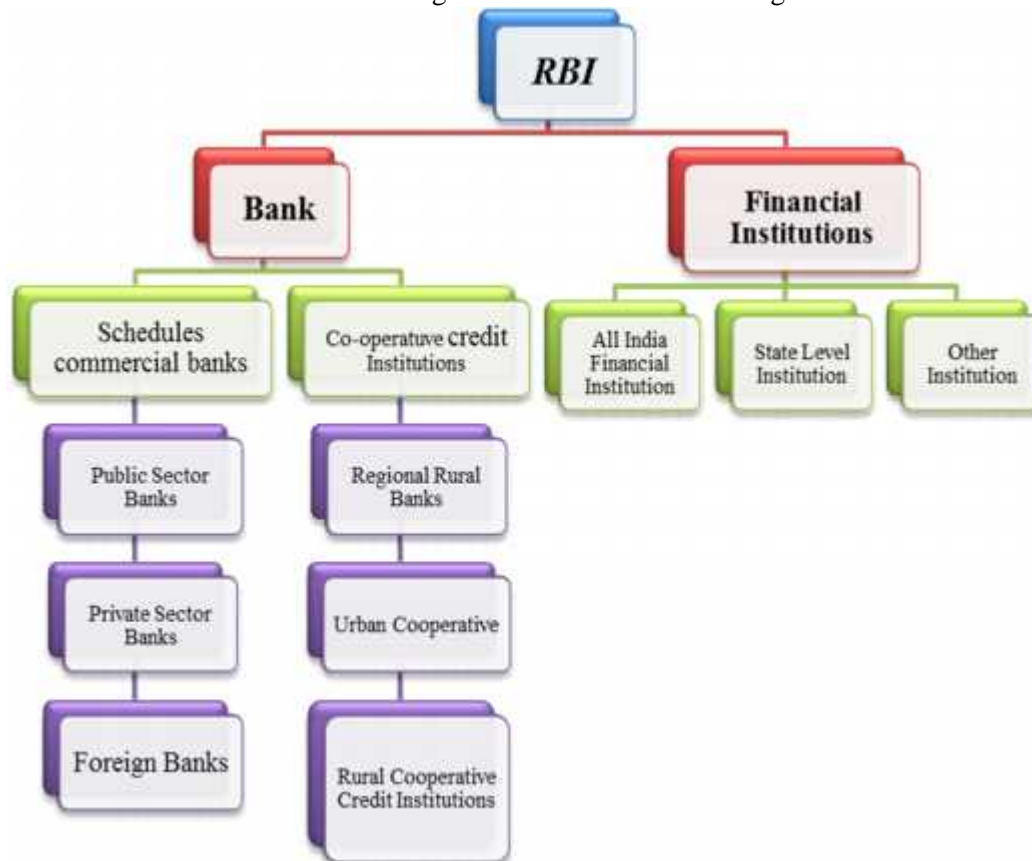 RBI
Bank
Financial
Institutions
Schedules
commercial banks
Co-operatuve credit
Institutions
All India
Financial
Institution
State Level
Institution
Other
Institution
Public Sector
Banks
Regional Rural
Banks
Private Sector
Banks
Urban Cooperative
Foreign Banks
Rural Cooperative
Credit Institutions